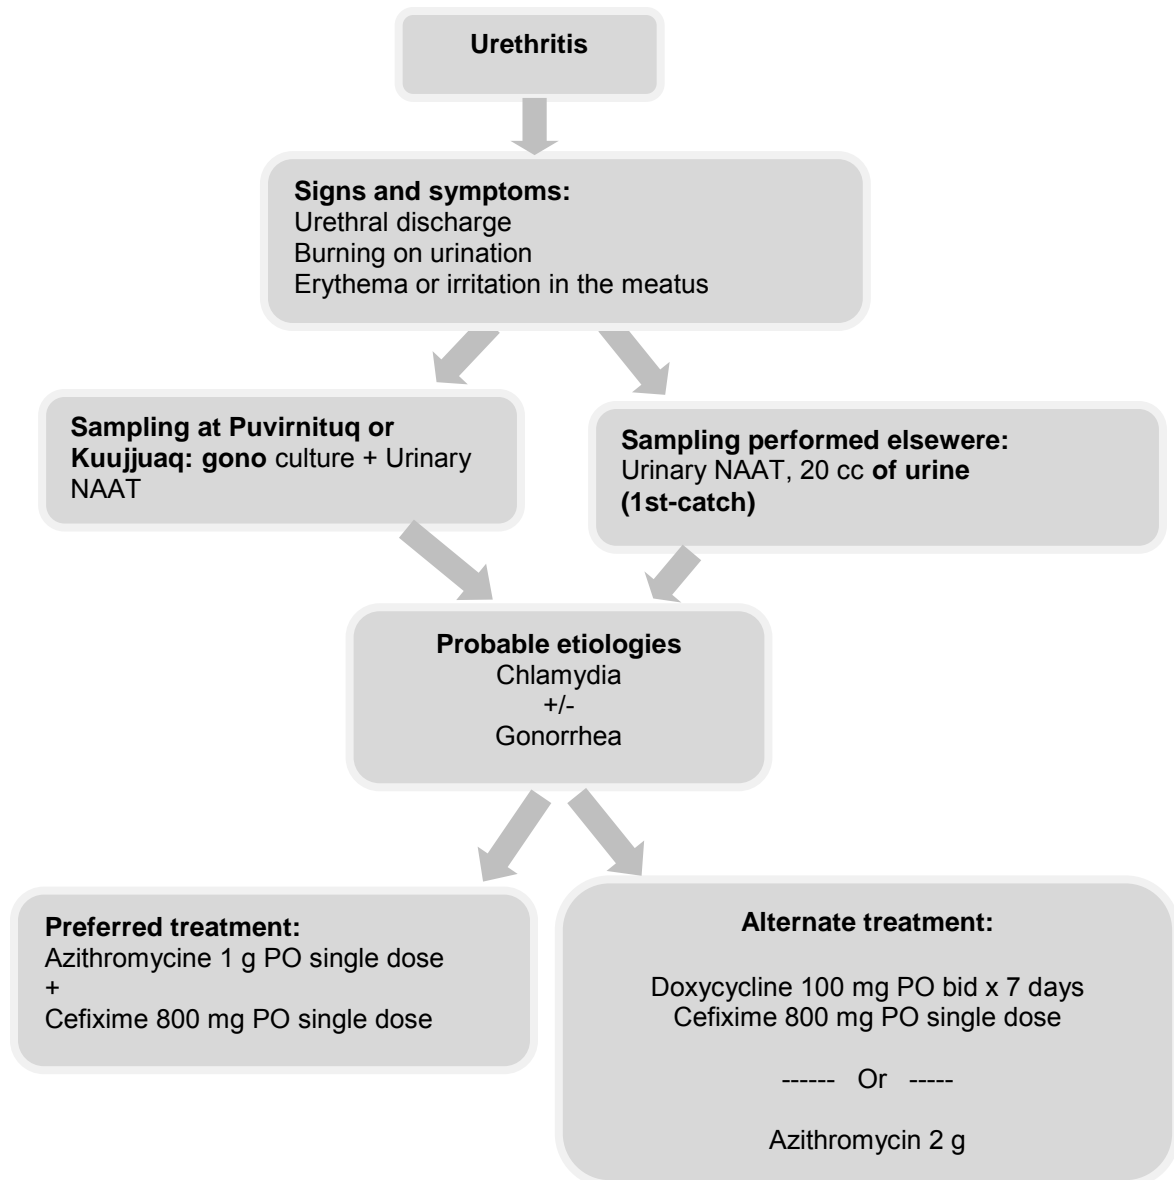 Urethritis
Signs and symptoms:
Urethral discharge
Burning on urination
Erythema or irritation in the meatus
Sampling at Puvirnituq or
Kuujjuaq: gono culture + Urinary
NAAT
Sampling performed elsewere:
Urinary NAAT, 20 cc of urine
(1st-catch)
Probable etiologies
Chlamydia
+/-
Gonorrhea
Preferred treatment:
Azithromycine 1 g PO single dose
+
Cefixime 800 mg PO single dose
Alternate treatment:
Doxycycline 100 mg PO bid x 7 days
Cefixime 800 mg PO single dose
------ Or -----
Azithromycin 2 g